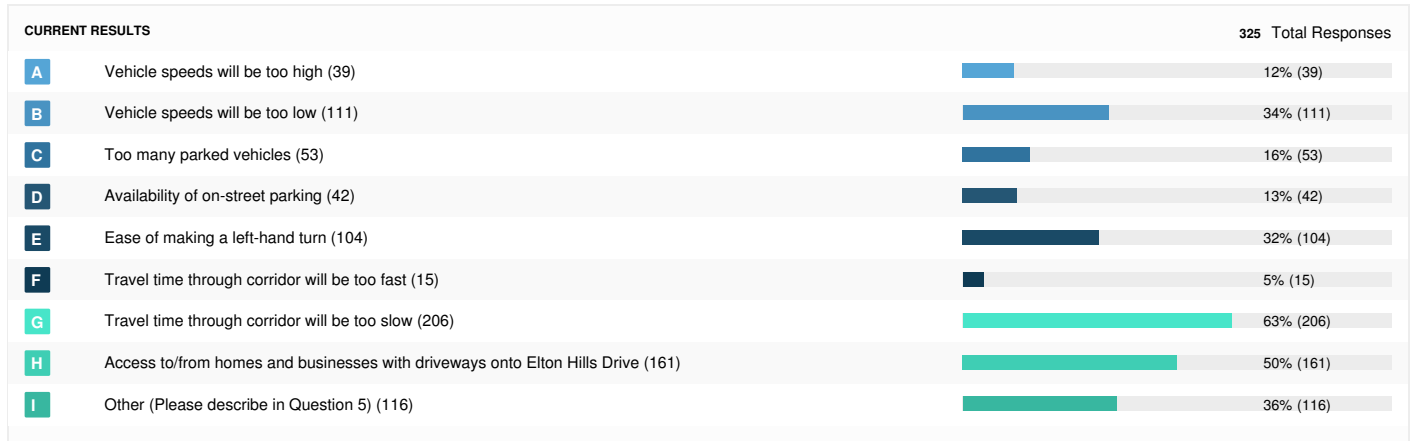 CURRENT RESULTS 325 Total Responses
A Vehicle speeds will be too high (39) 12% (39)
B Vehicle speeds will be too low (111) 34% (111)
C Too many parked vehicles (53) 16% (53)
D Availability of on-street parking (42) 13% (42)
E Ease of making a left-hand turn (104) 32% (104)
F Travel time through corridor will be too fast (15) 5% (15)
G Travel time through corridor will be too slow (206) 63% (206)
H Access to/from homes and businesses with driveways onto Elton Hills Drive (161) 50% (161)
I Other (Please describe in Question 5) (116) 36% (116)